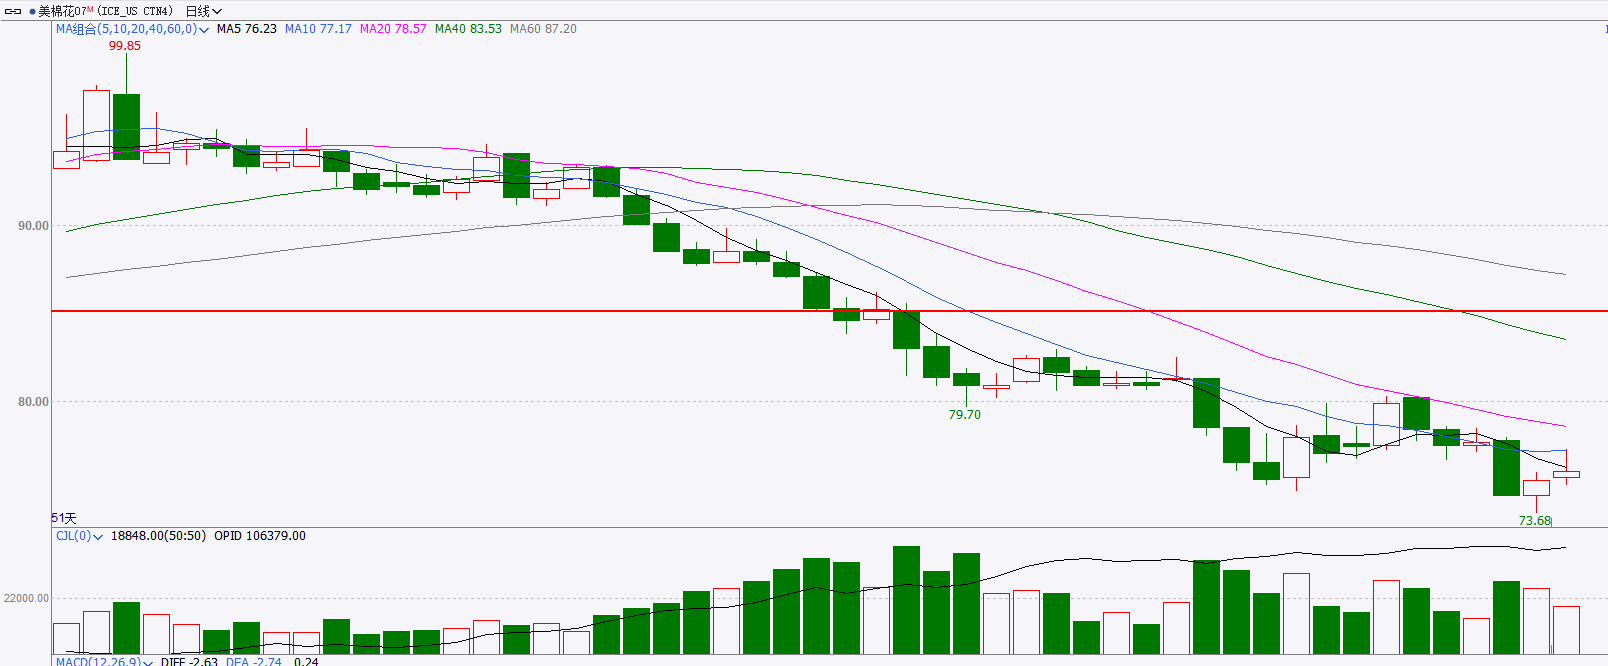 美棉花07M(ICE_US CTN4) 日线
MA组合(5,10,20,40,60,0) MA5 76.23 MA10 77.17 MA20 78.57 MA40 83.53 MA60 87.20
99.85
90.00
80.00
79.70
51天
73.68
CJL(0) 18848.00(50:50) OPID 106379.00
22000.00
MACD(12,26,9) DIFF -2.63 DEA -2.74 0.24